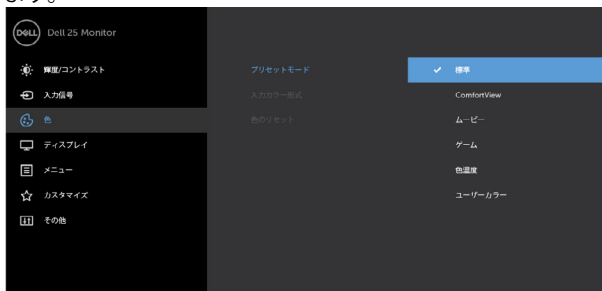 ます。
DELL Dell 25 Monitor
輝度/コントラスト
プリセットモード
標準
入力信号
入力カラー形式
ComfortView
色
色のリセット
ムービー
ディスプレイ
ゲーム
メニュー
色温度
カスタマイズ
ユーザーカラー
その他